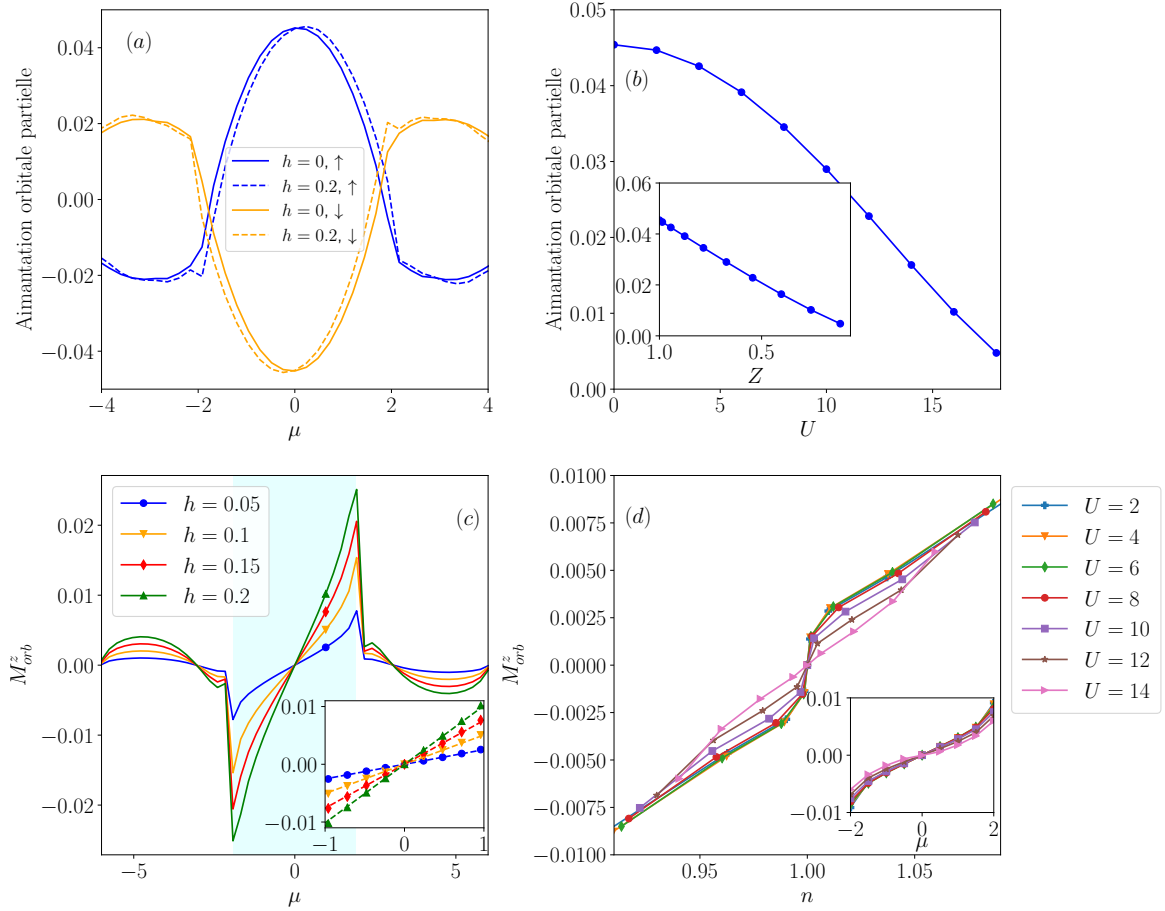 (a)
Aimantation orbitale partielle
0.04
0.02
0.00
−0.02
−0.04
h = 0, ↑
h = 0.2, ↑
h = 0, ↓
h = 0.2, ↓
−4
−2
0
2
4
μ
(b)
Aimantation orbitale partielle
0.05
0.04
0.03
0.02
0.01
0.00
0.06
0.04
0.02
0.00
1.0
0.5
Z
0
5
10
15
U
(c)
M^z_{orb}
0.02
0.01
0.00
−0.01
−0.02
h = 0.05
h = 0.1
h = 0.15
h = 0.2
0.01
0.00
−0.01
−1
0
1
−5
0
5
μ
(d)
M^z_{orb}
0.0100
0.0075
0.0050
0.0025
0.0000
−0.0025
−0.0050
−0.0075
−0.0100
0.01
0.00
−0.01
−2
0
2
μ
0.95
1.00
1.05
n
U = 2
U = 4
U = 6
U = 8
U = 10
U = 12
U = 14